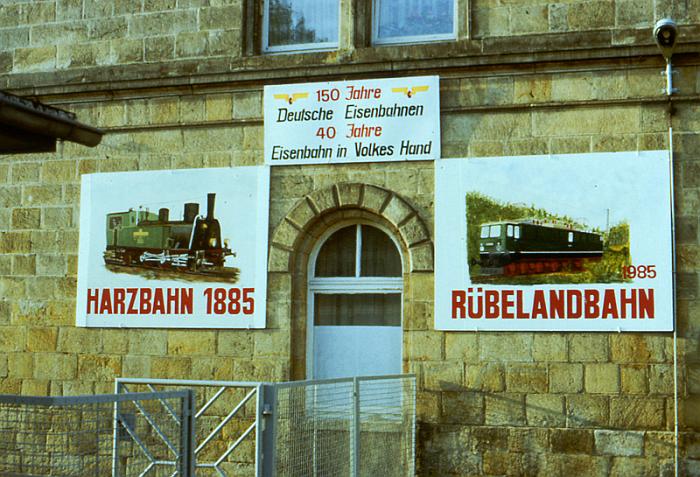 150 Jahre
Deutsche Eisenbahnen
40 Jahre
Eisenbahn in Volkes Hand
HARZBAHN 1885
1985
RÜBELANDBAHN